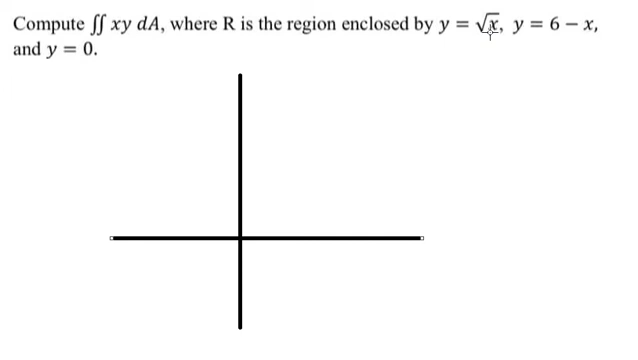 Compute ∬ xy dA, where R is the region enclosed by y = √x, y = 6 – x,
and y = 0.